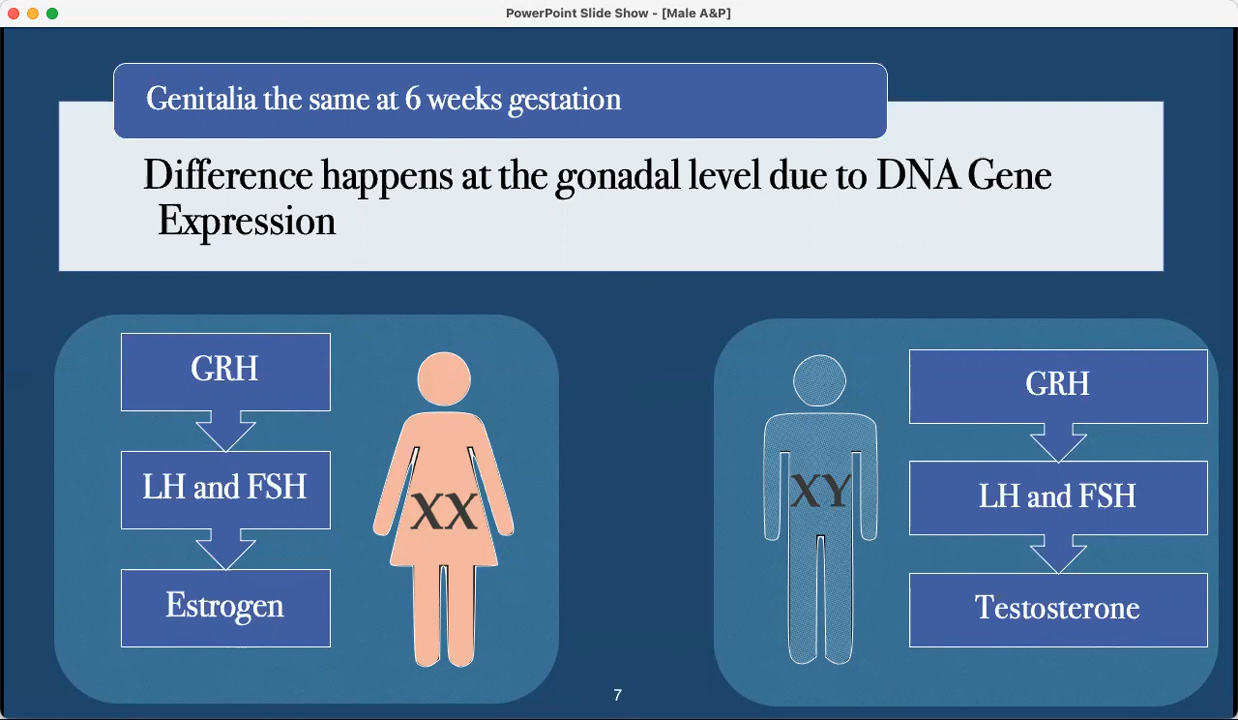 PowerPoint Slide Show - [Male A&P]
Genitalia the same at 6 weeks gestation
Difference happens at the gonadal level due to DNA Gene
Expression
GRH
LH and FSH
Estrogen
XX
XY
GRH
LH and FSH
Testosterone
7